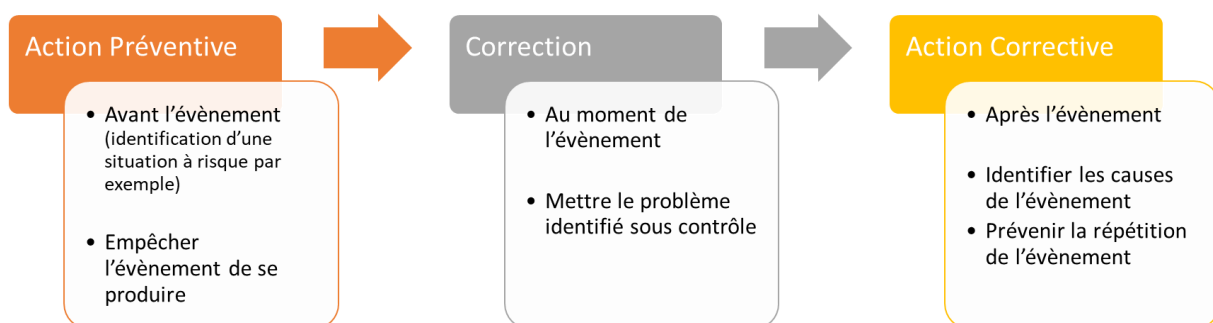 Action Préventive
• Avant l’évènement
(identification d’une
situation à risque par
exemple)
• Empêcher
l’évènement de se
produire
Correction
• Au moment de
l’évènement
• Mettre le problème
identifié sous contrôle
Action Corrective
• Après l’évènement
• Identifier les causes
de l’évènement
• Prévenir la répétition
de l’évènement